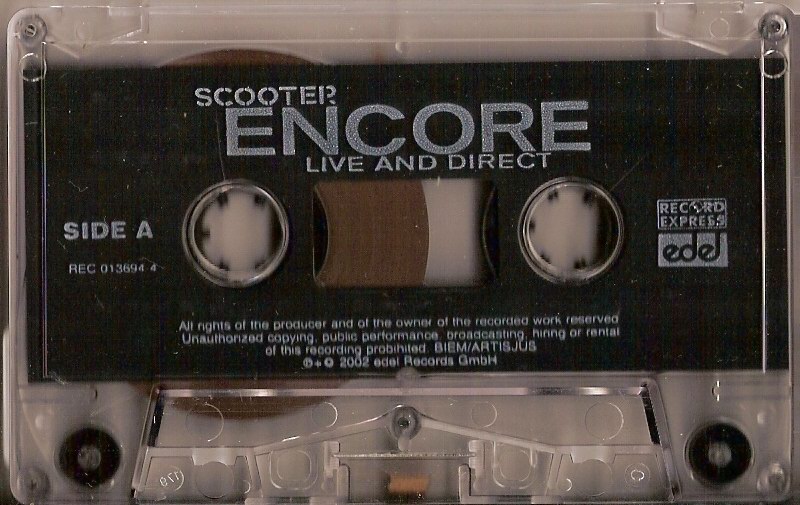 SCOOTER
ENCORE
LIVE AND DIRECT
SIDE A
REC 013694 4
RECORD
EXPRESS
edel
All rights of the producer and of the owner of the recorded work reserved
Unauthorized copying, public performance, broadcasting, hiring or rental
of this recording prohibited. BIEM/ARTISJUS
℗+© 2002 edel Records GmbH